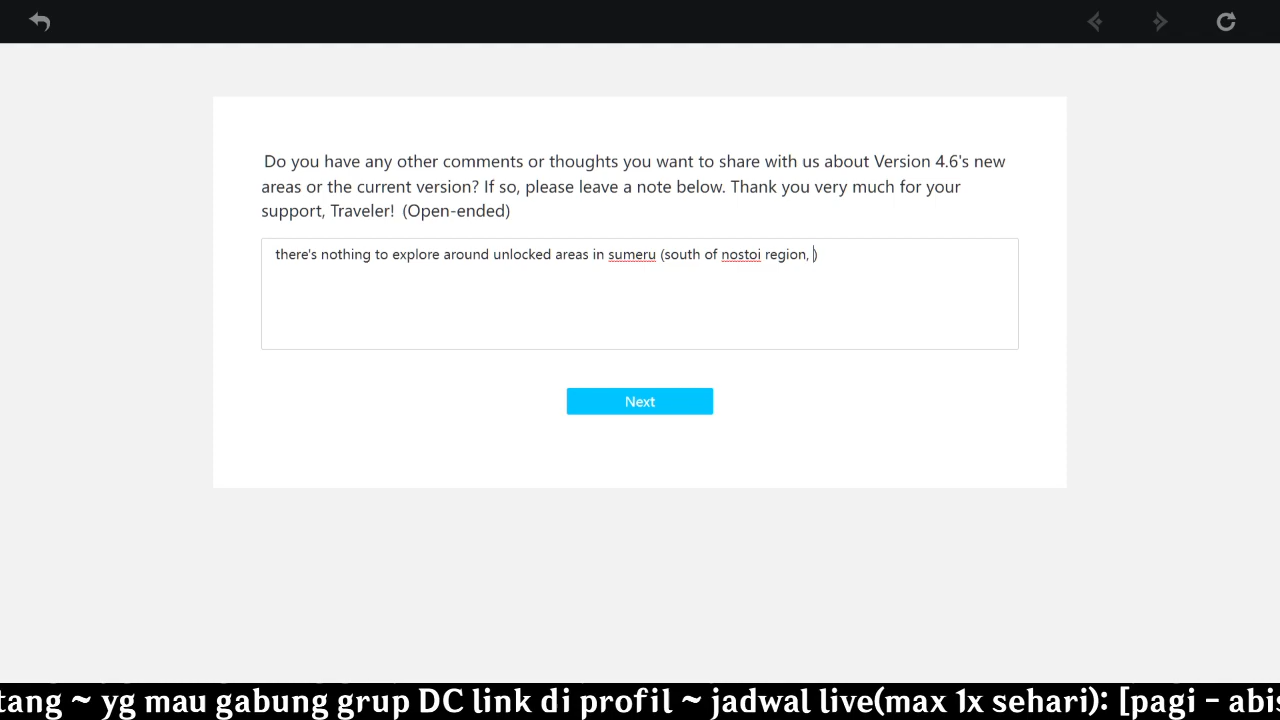 Do you have any other comments or thoughts you want to share with us about Version 4.6's new
areas or the current version? If so, please leave a note below. Thank you very much for your
support, Traveler! (Open-ended)
there's nothing to explore around unlocked areas in sumeru (south of nostoi region, )
Next
tang ~ yg mau gabung grup DC link di profil ~ jadwal live(max 1x sehari): [pagi - abis